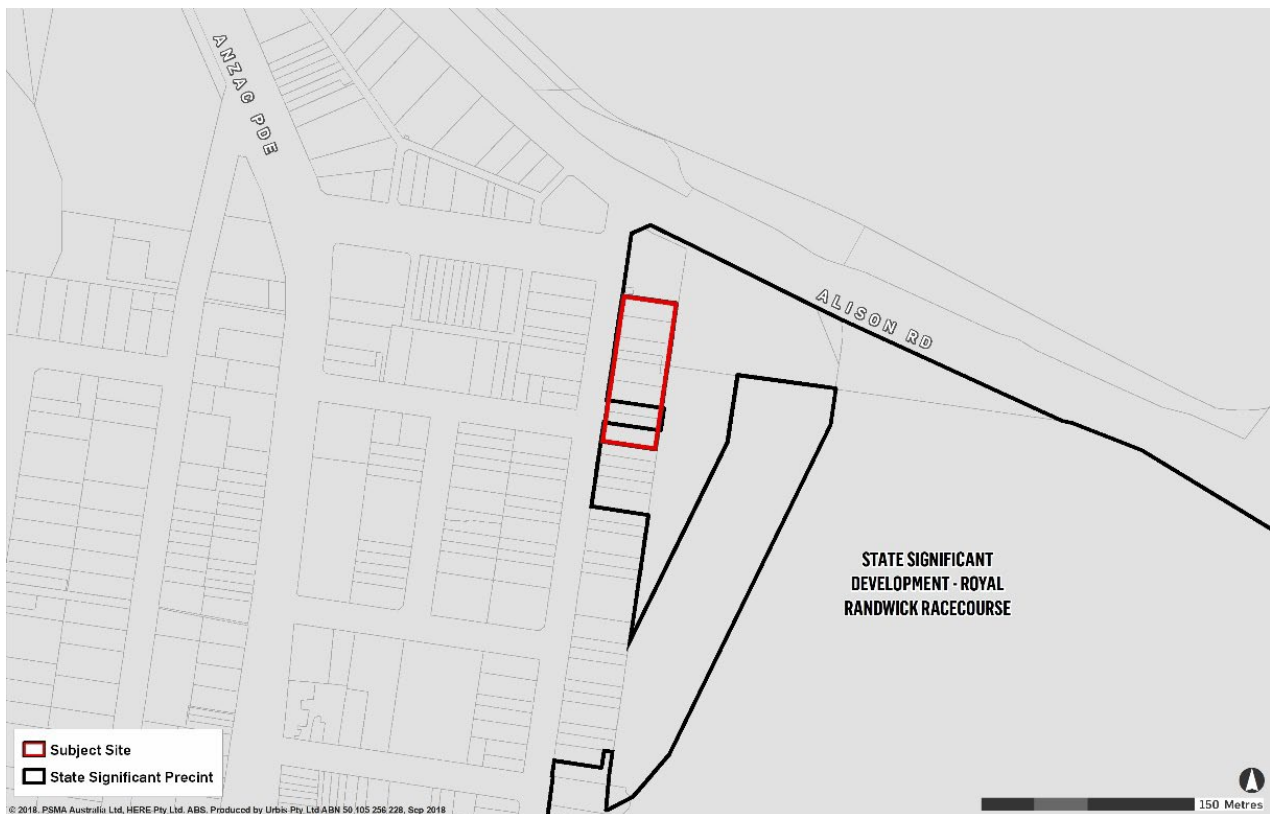 ANZAC PDE
ALISON RD
STATE SIGNIFICANT
DEVELOPMENT - ROYAL
RANDWICK RACECOURSE
Subject Site
State Significant Precint
© 2018. PSMA Australia Ltd, HERE Pty Ltd. ABS. Produced by Urbis Pty Ltd ABN 50 105 256 228, Sep 2018
150 Metres